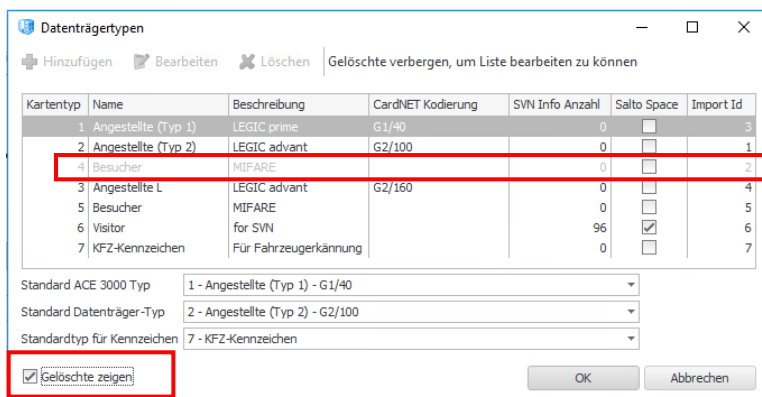 Datenträgertypen
Hinzufügen Bearbeiten Löschen Gelöschte verbergen, um Liste bearbeiten zu können
Kartentyp Name Beschreibung CardNET Kodierung SVN Info Anzahl Salto Space Import Id
1 Angestellte (Typ 1) LEGIC prime G1/40 0 3
2 Angestellte (Typ 2) LEGIC advant G2/100 0 1
4 Besucher MIFARE 0 2
3 Angestellte L LEGIC advant G2/160 0 4
5 Besucher MIFARE 0 5
6 Visitor for SVN 96 6
7 KFZ-Kennzeichen Für Fahrzeugerkännung 0 7
Standard ACE 3000 Typ 1 - Angestellte (Typ 1) - G1/40
Standard Datenträger-Typ 2 - Angestellte (Typ 2) - G2/100
Standardtyp für Kennzeichen 7 - KFZ-Kennzeichen
Gelöschte zeigen OK Abbrechen